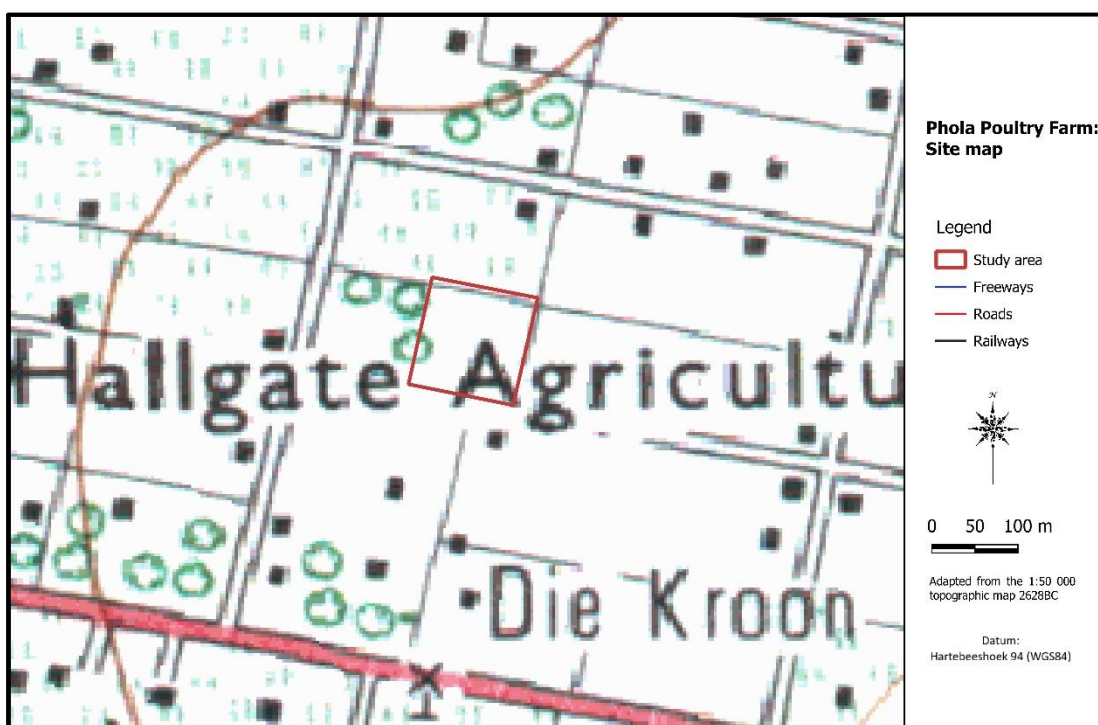 Hallgate Agricultu
Die Kroon
1
Phola Poultry Farm:
Site map
Legend
Study area
Freeways
Roads
Railways
N
0 50 100 m
Adapted from the 1:50 000
topographic map 2628BC
Datum:
Hartebeeshoek 94 (WGS84)